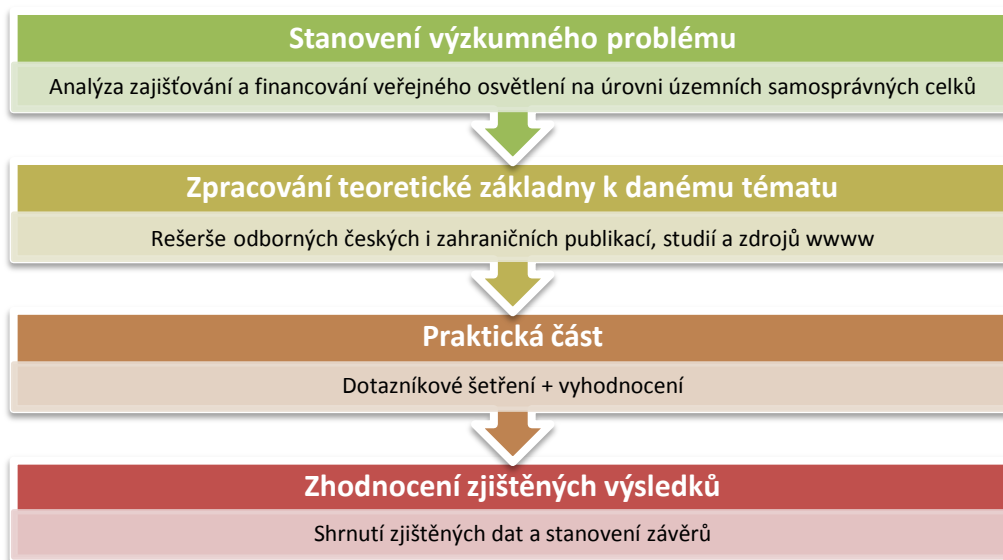 Stanovení výzkumného problému
Analýza zajišťování a financování veřejného osvětlení na úrovni územních samosprávných celků
Zpracování teoretické základny k danému tématu
Rešerše odborných českých i zahraničních publikací, studií a zdrojů wwww
Praktická část
Dotazníkové šetření + vyhodnocení
Zhodnocení zjištěných výsledků
Shrnutí zjištěných dat a stanovení závěrů